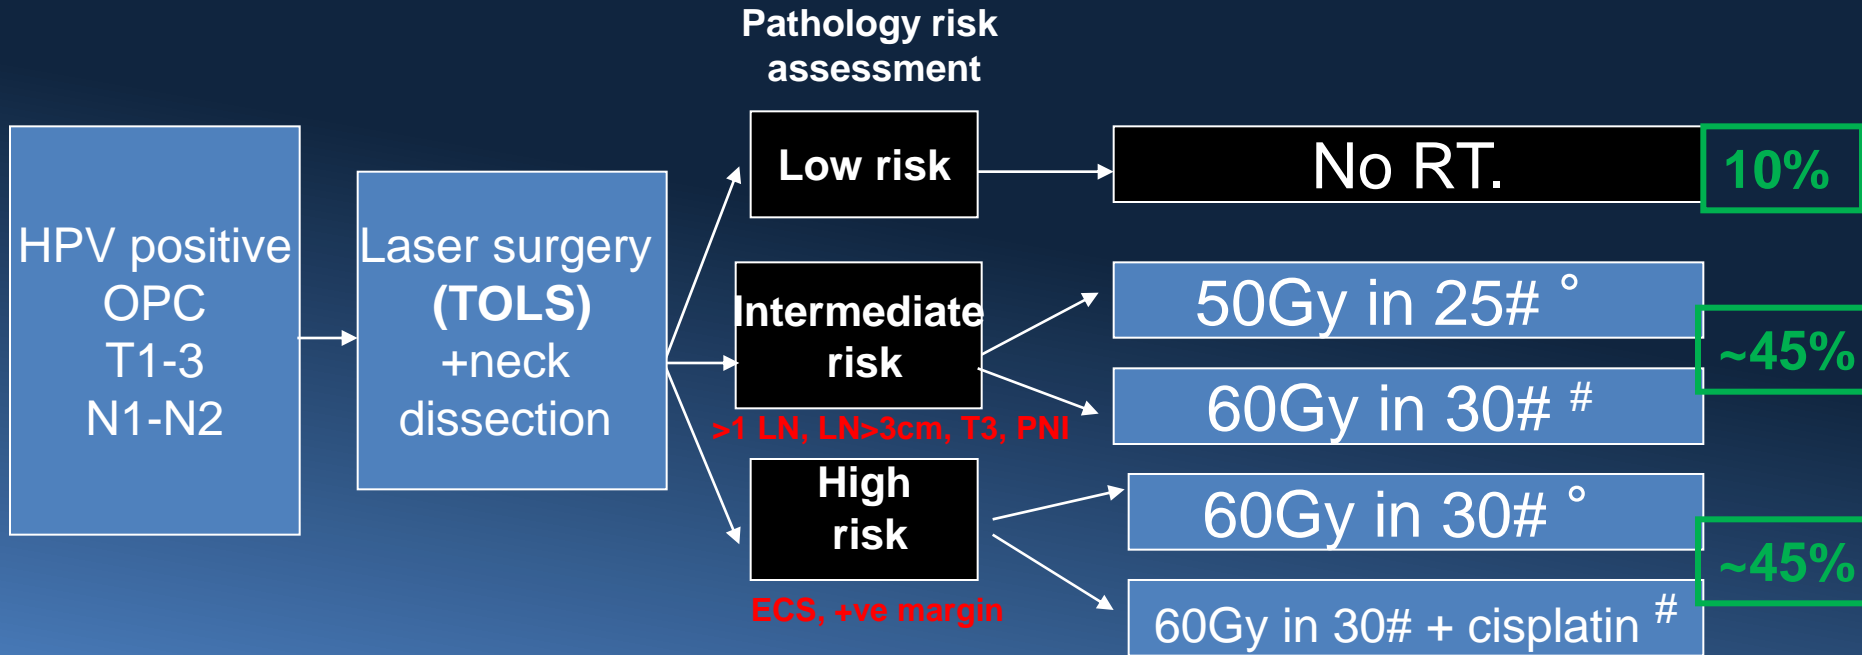 Pathology risk
assessment
HPV positive
OPC
T1-3
N1-N2
Laser surgery
(TOLS)
+neck
dissection
Low risk
No RT.
10%
Intermediate
risk
>1 LN, LN>3cm, T3, PNI
50Gy in 25# °
60Gy in 30# #
~45%
High
risk
ECS, +ve margin
60Gy in 30# °
60Gy in 30# + cisplatin #
~45%